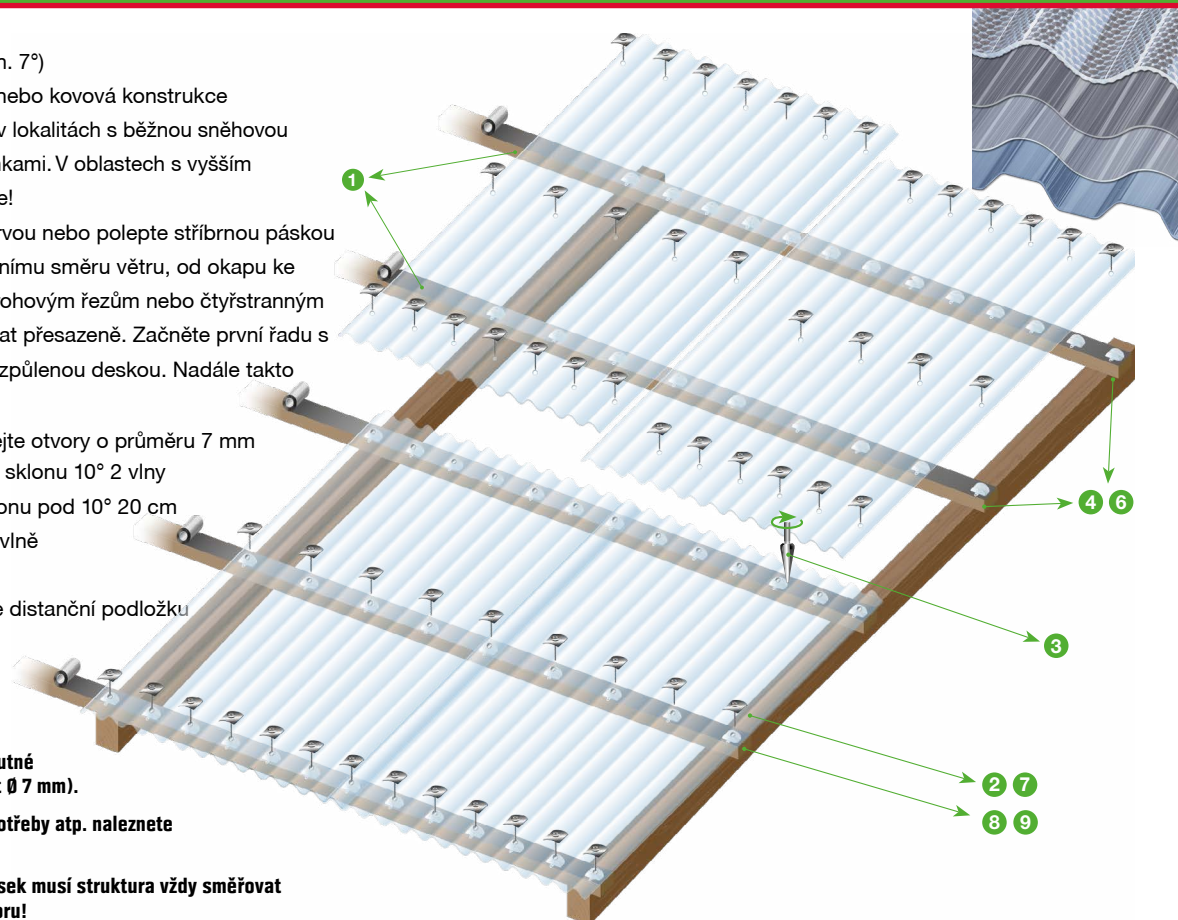 n. 7°)
nebo kovová konstrukce
v lokalitách s běžnou sněhovou
nkami. V oblastech s vyšším
e!
rvou nebo polepte stříbrnou páskou
nímu směru větru, od okapu ke
rohovým řezům nebo čtyřstranným
at přesazeně. Začněte první řadu s
způlenou deskou. Nadále takto
ejte otvory o průměru 7 mm
sklonu 10° 2 vlny
onu pod 10° 20 cm
vlně
e distanční podložku
utné
t Ø 7 mm).
otřeby atp. naleznete
sek musí struktura vždy směřovat
oru!
1
4 6
3
2 7
8 9